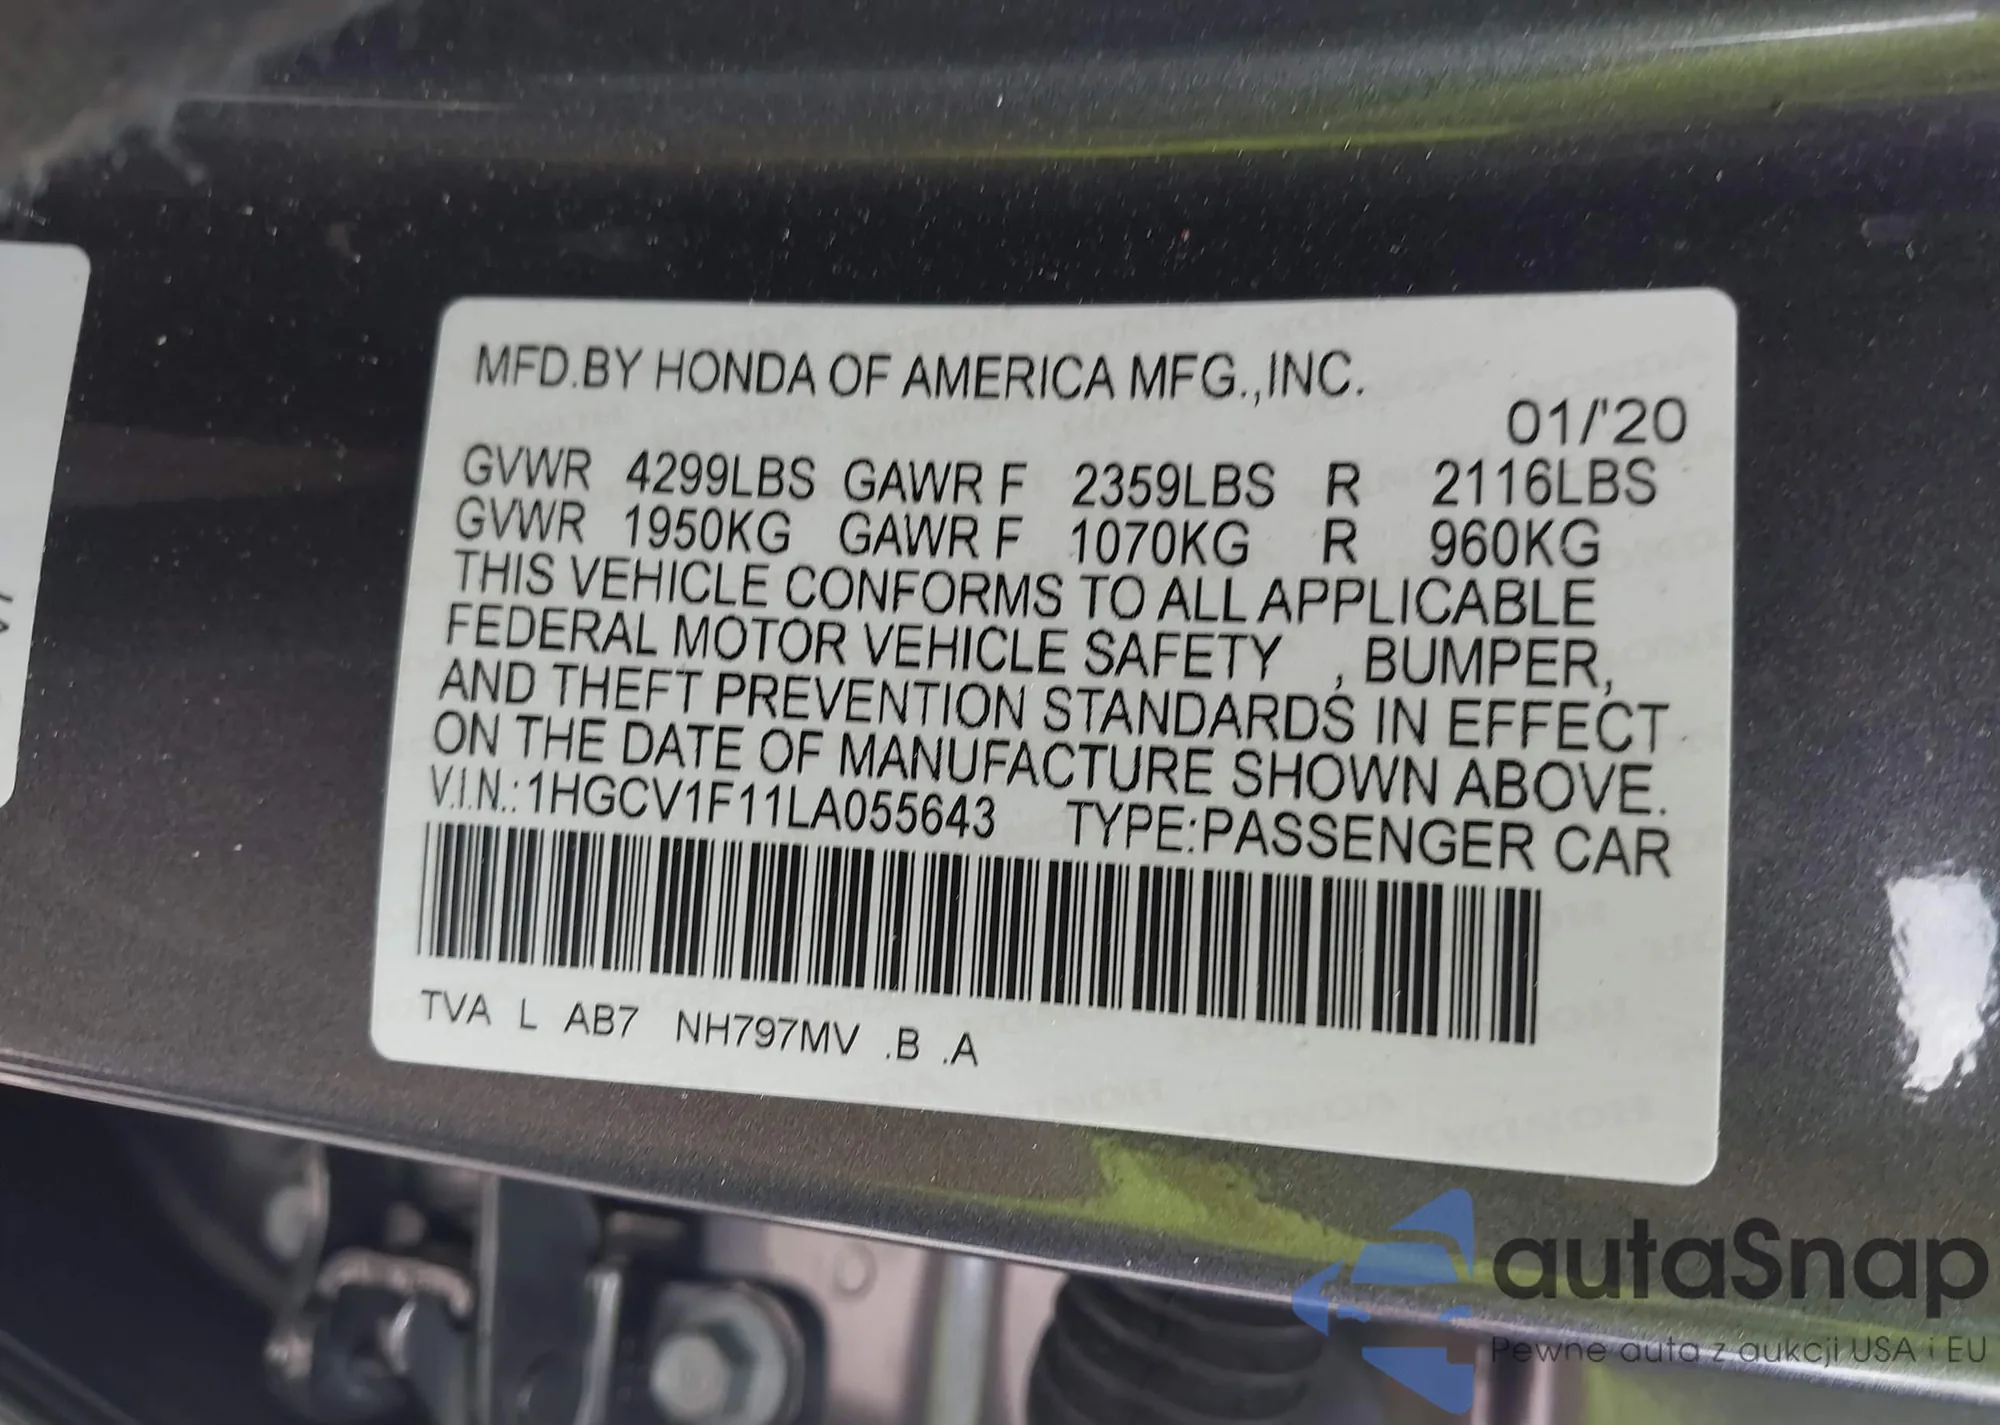 MFD.BY HONDA OF AMERICA MFG.,INC.
01/'20
GVWR 4299LBS GAWR F 2359LBS R 2116LBS
GVWR 1950KG GAWR F 1070KG R 960KG
THIS VEHICLE CONFORMS TO ALL APPLICABLE
FEDERAL MOTOR VEHICLE SAFETY , BUMPER,
AND THEFT PREVENTION STANDARDS IN EFFECT
ON THE DATE OF MANUFACTURE SHOWN ABOVE.
V.I.N.:1HGCV1F11LA055643 TYPE:PASSENGER CAR
TVA L AB7 NH797MV .B .A
autaSnap
Pewne auta z aukcji USA i EU